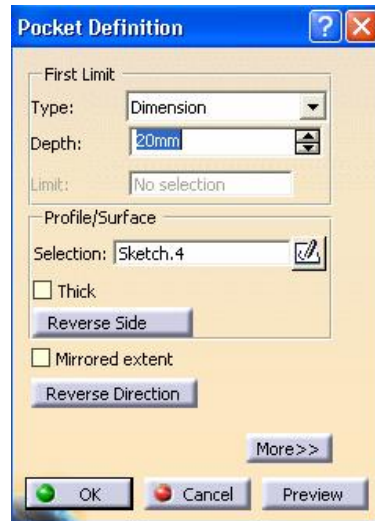 Pocket Definition ? X
First Limit
Type: Dimension
Depth: 20mm
Limit: No selection
Profile/Surface
Selection: Sketch.4
Thick
Reverse Side
Mirrored extent
Reverse Direction
More>>
OK Cancel Preview